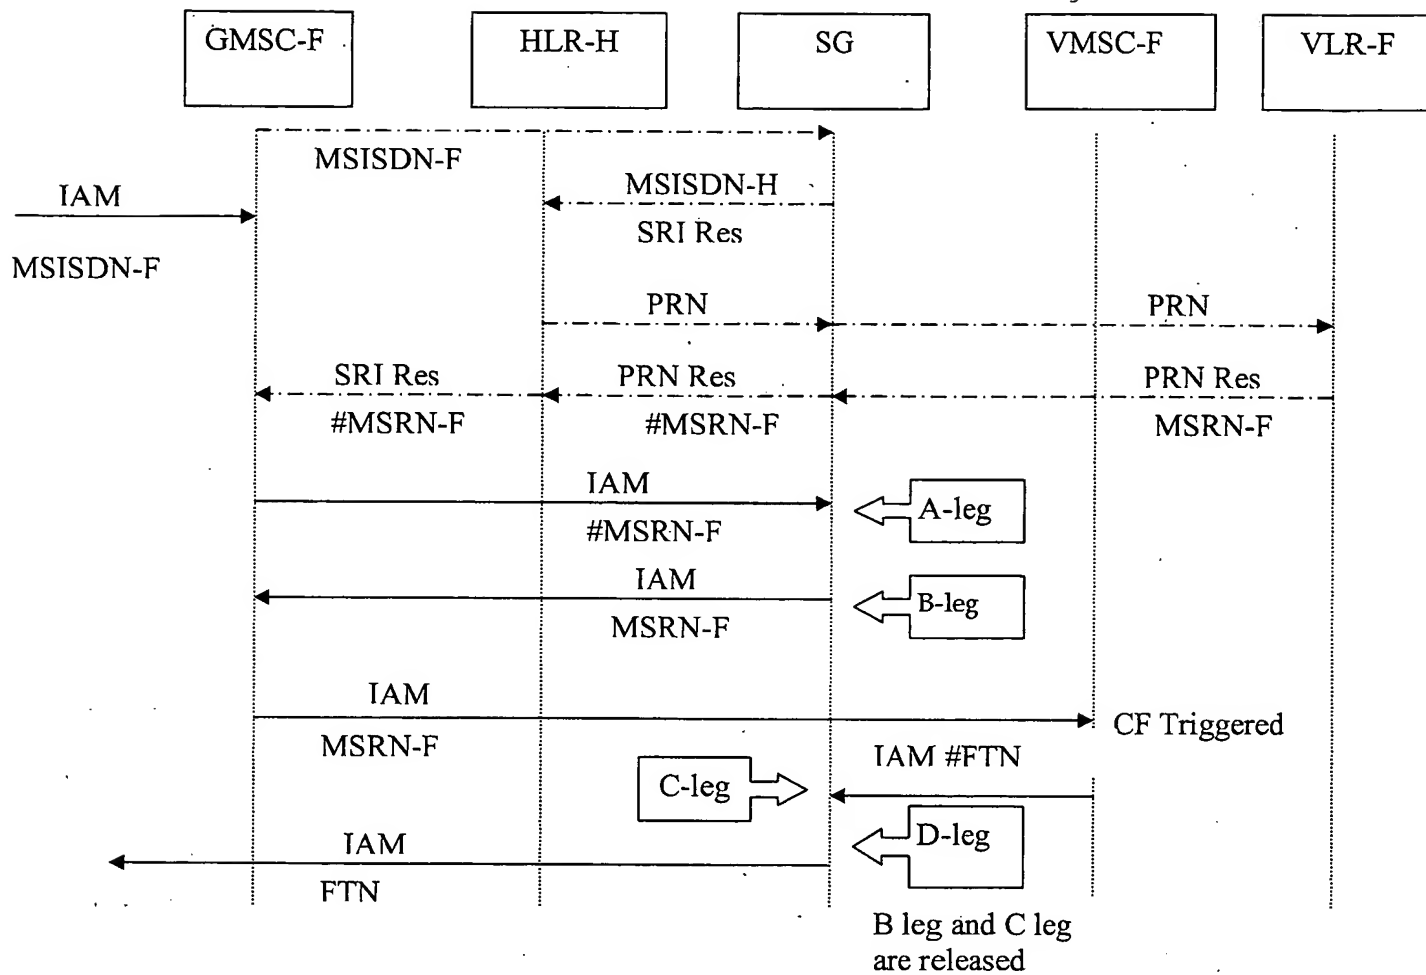 GMSC-F
HLR-H
SG
VMSC-F
VLR-F
MSISDN-F
MSISDN-H
IAM
SRI Res
MSISDN-F
PRN
PRN
SRI Res
PRN Res
PRN Res
#MSRN-F
#MSRN-F
MSRN-F
IAM
A-leg
#MSRN-F
IAM
B-leg
MSRN-F
IAM
CF Triggered
MSRN-F
IAM #FTN
C-leg
IAM
D-leg
FTN
B leg and C leg
are released